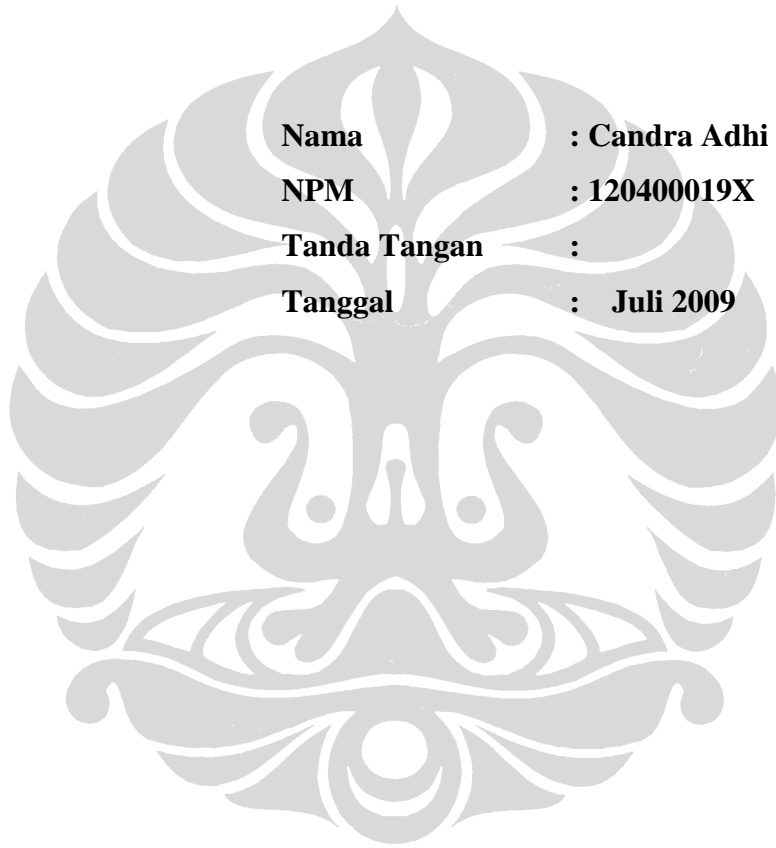 Nama : Candra Adhi
NPM : 120400019X
Tanda Tangan :
Tanggal : Juli 2009